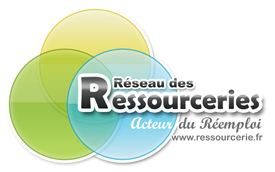 Réseau des
Ressourceries
Acteur du Réemploi
www.ressourcerie.fr